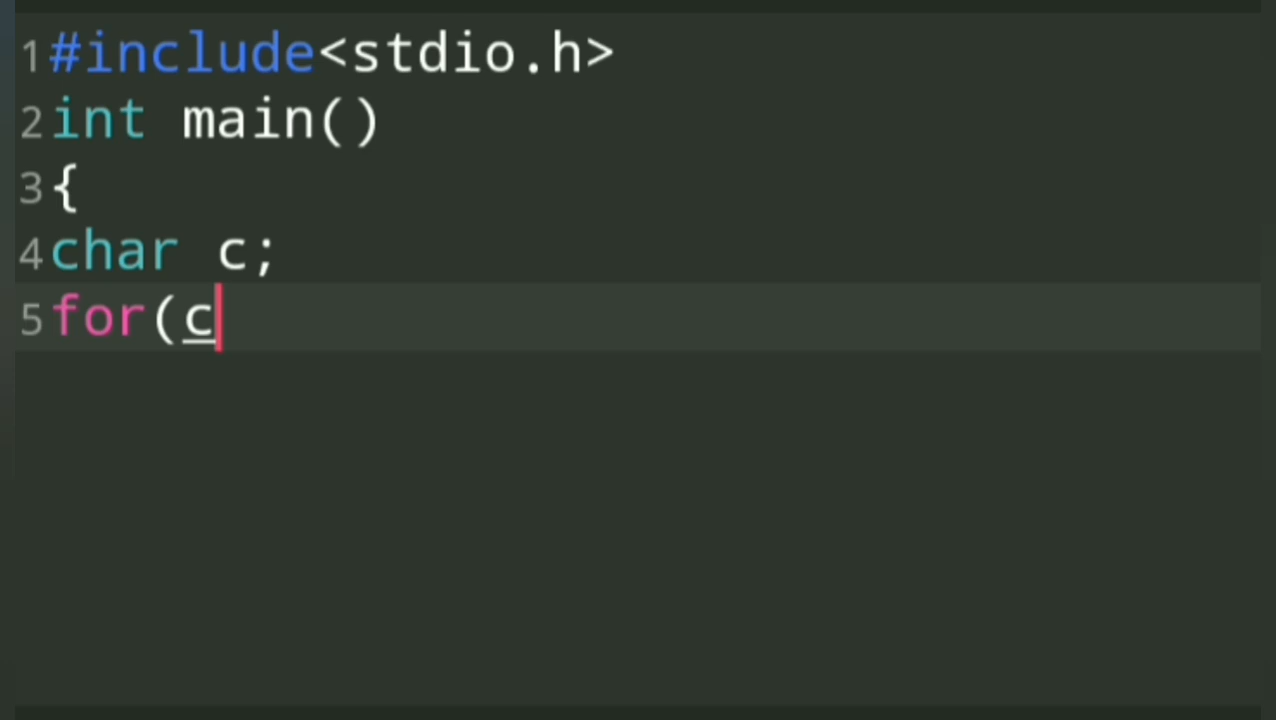 1#include<stdio.h>
2int main()
3{
4char c;
5for(c